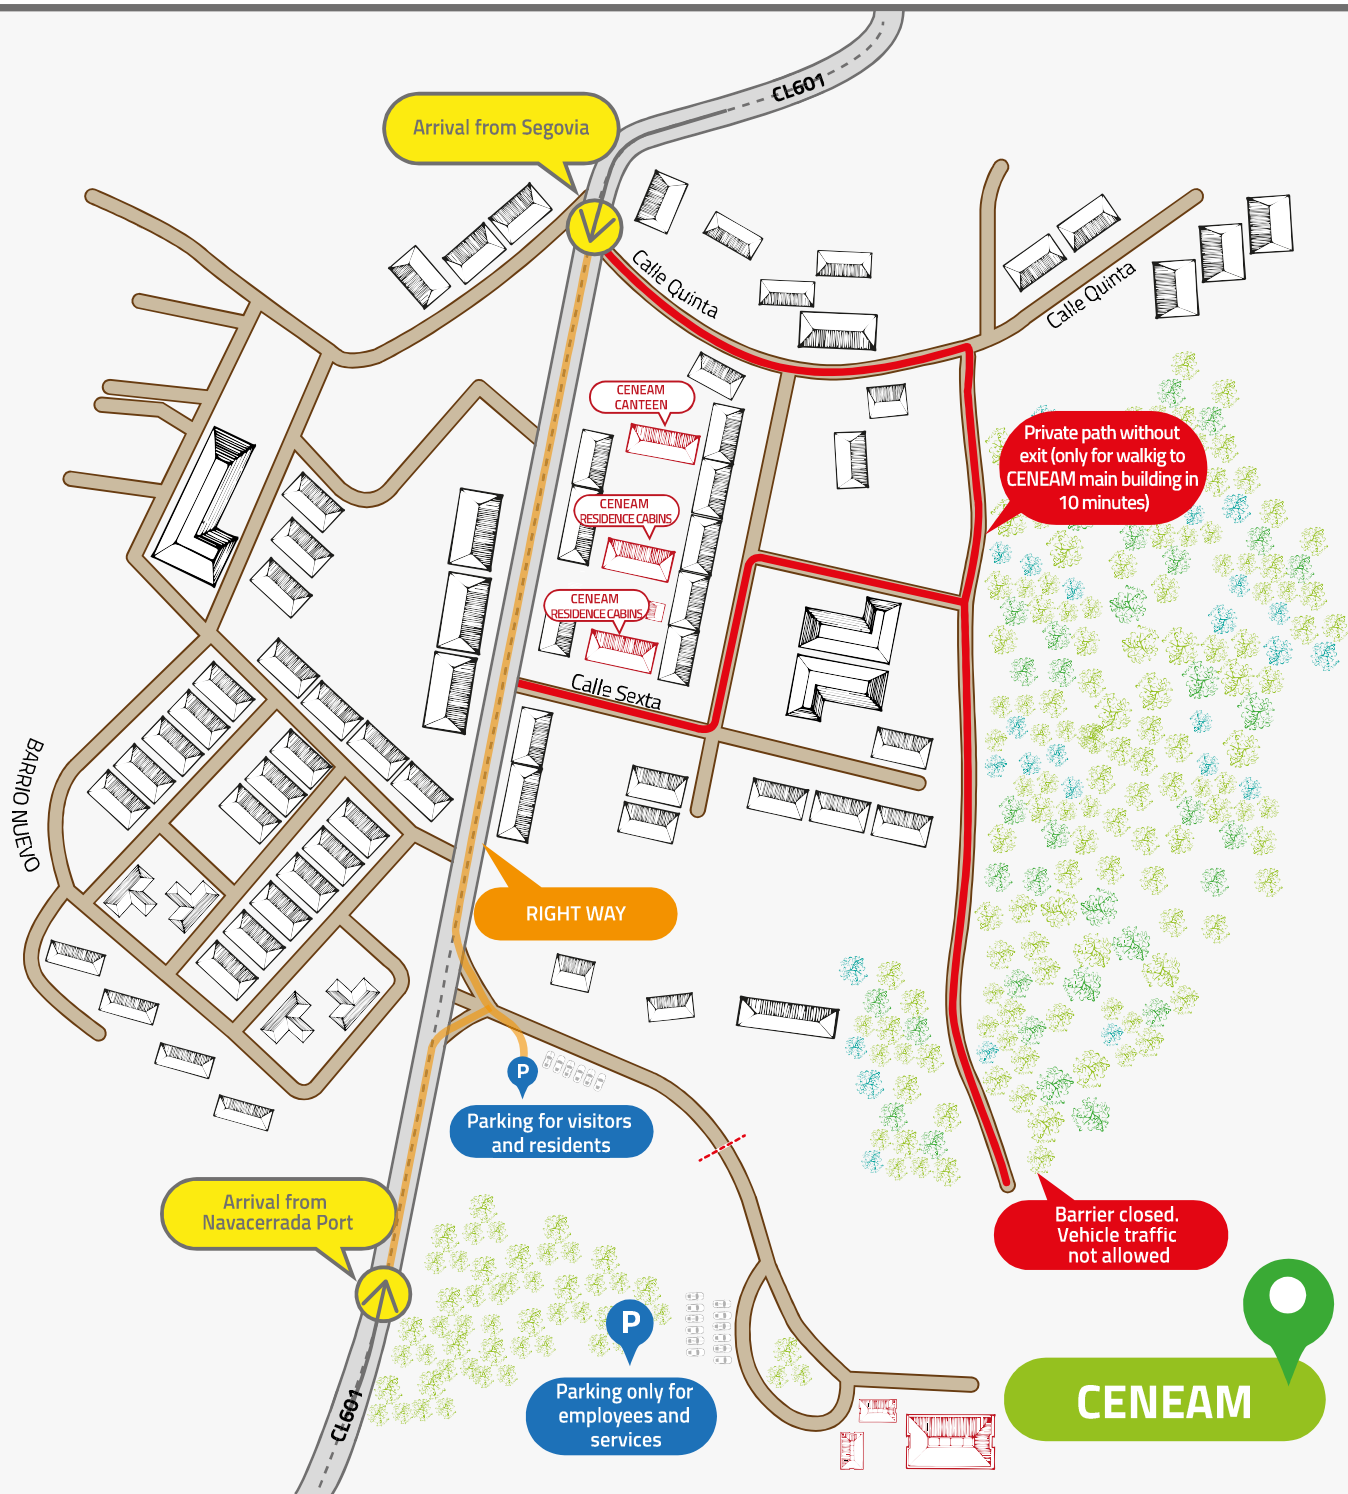 CL601
Arrival from Segovia
Calle Quinta
Calle Quinta
CENEAM
CANTEEN
Private path without
exit (only for walkig to
CENEAM main building in
10 minutes)
CENEAM
RESIDENCE CABINS
CENEAM
RESIDENCE CABINS
Calle Sexta
BARRIO NUEVO
RIGHT WAY
P
Parking for visitors
and residents
Arrival from
Navacerrada Port
Barrier closed.
Vehicle traffic
not allowed
P
Parking only for
employees and
services
CENEAM
CL601